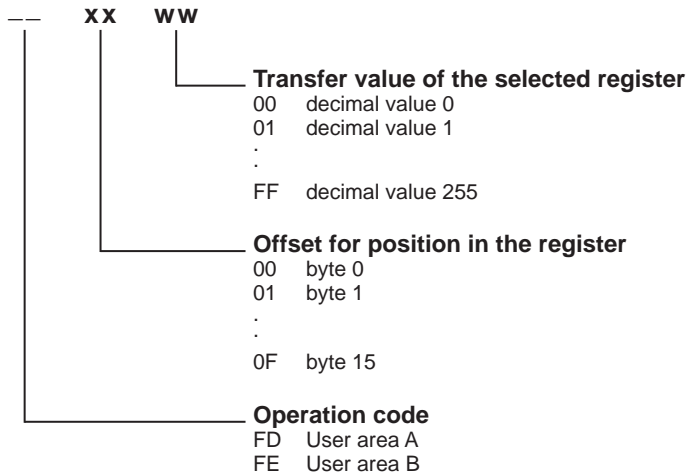 __ xx ww
Transfer value of the selected register
00 decimal value 0
01 decimal value 1
.
.
FF decimal value 255
Offset for position in the register
00 byte 0
01 byte 1
.
.
0F byte 15
Operation code
FD User area A
FE User area B